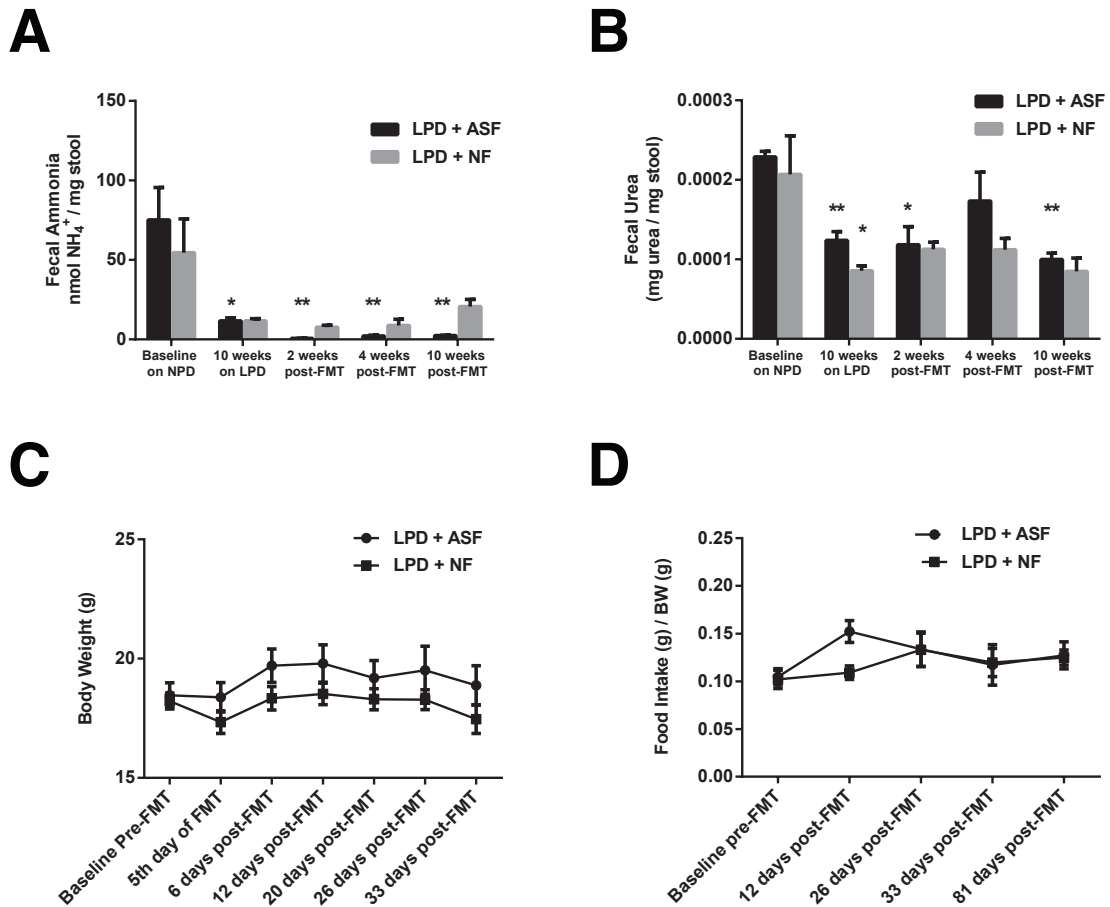 A
Fecal Ammonia
nmol NH4+ / mg stool
150
100
50
0
LPD + ASF
LPD + NF
*
**
**
**
Baseline
on NPD
10 weeks
on LPD
2 weeks
post-FMT
4 weeks
post-FMT
10 weeks
post-FMT
B
Fecal Urea
(mg urea / mg stool)
0.0003
0.0002
0.0001
0.0000
LPD + ASF
LPD + NF
**
*
*
**
Baseline
on NPD
10 weeks
on LPD
2 weeks
post-FMT
4 weeks
post-FMT
10 weeks
post-FMT
C
Body Weight (g)
25
20
15
LPD + ASF
LPD + NF
Baseline Pre-FMT
5th day of FMT
6 days post-FMT
12 days post-FMT
20 days post-FMT
26 days post-FMT
33 days post-FMT
D
Food Intake (g) / BW (g)
0.25
0.20
0.15
0.10
0.05
0.00
LPD + ASF
LPD + NF
Baseline pre-FMT
12 days post-FMT
26 days post-FMT
33 days post-FMT
81 days post-FMT